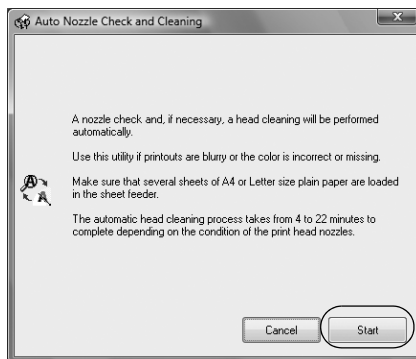 Auto Nozzle Check and Cleaning
A nozzle check and, if necessary, a head cleaning will be performed
automatically.
Use this utility if printouts are blurry or the color is incorrect or missing.
Make sure that several sheets of A4 or Letter size plain paper are loaded
in the sheet feeder.
The automatic head cleaning process takes from 4 to 22 minutes to
complete depending on the condition of the print head nozzles.
Cancel
Start